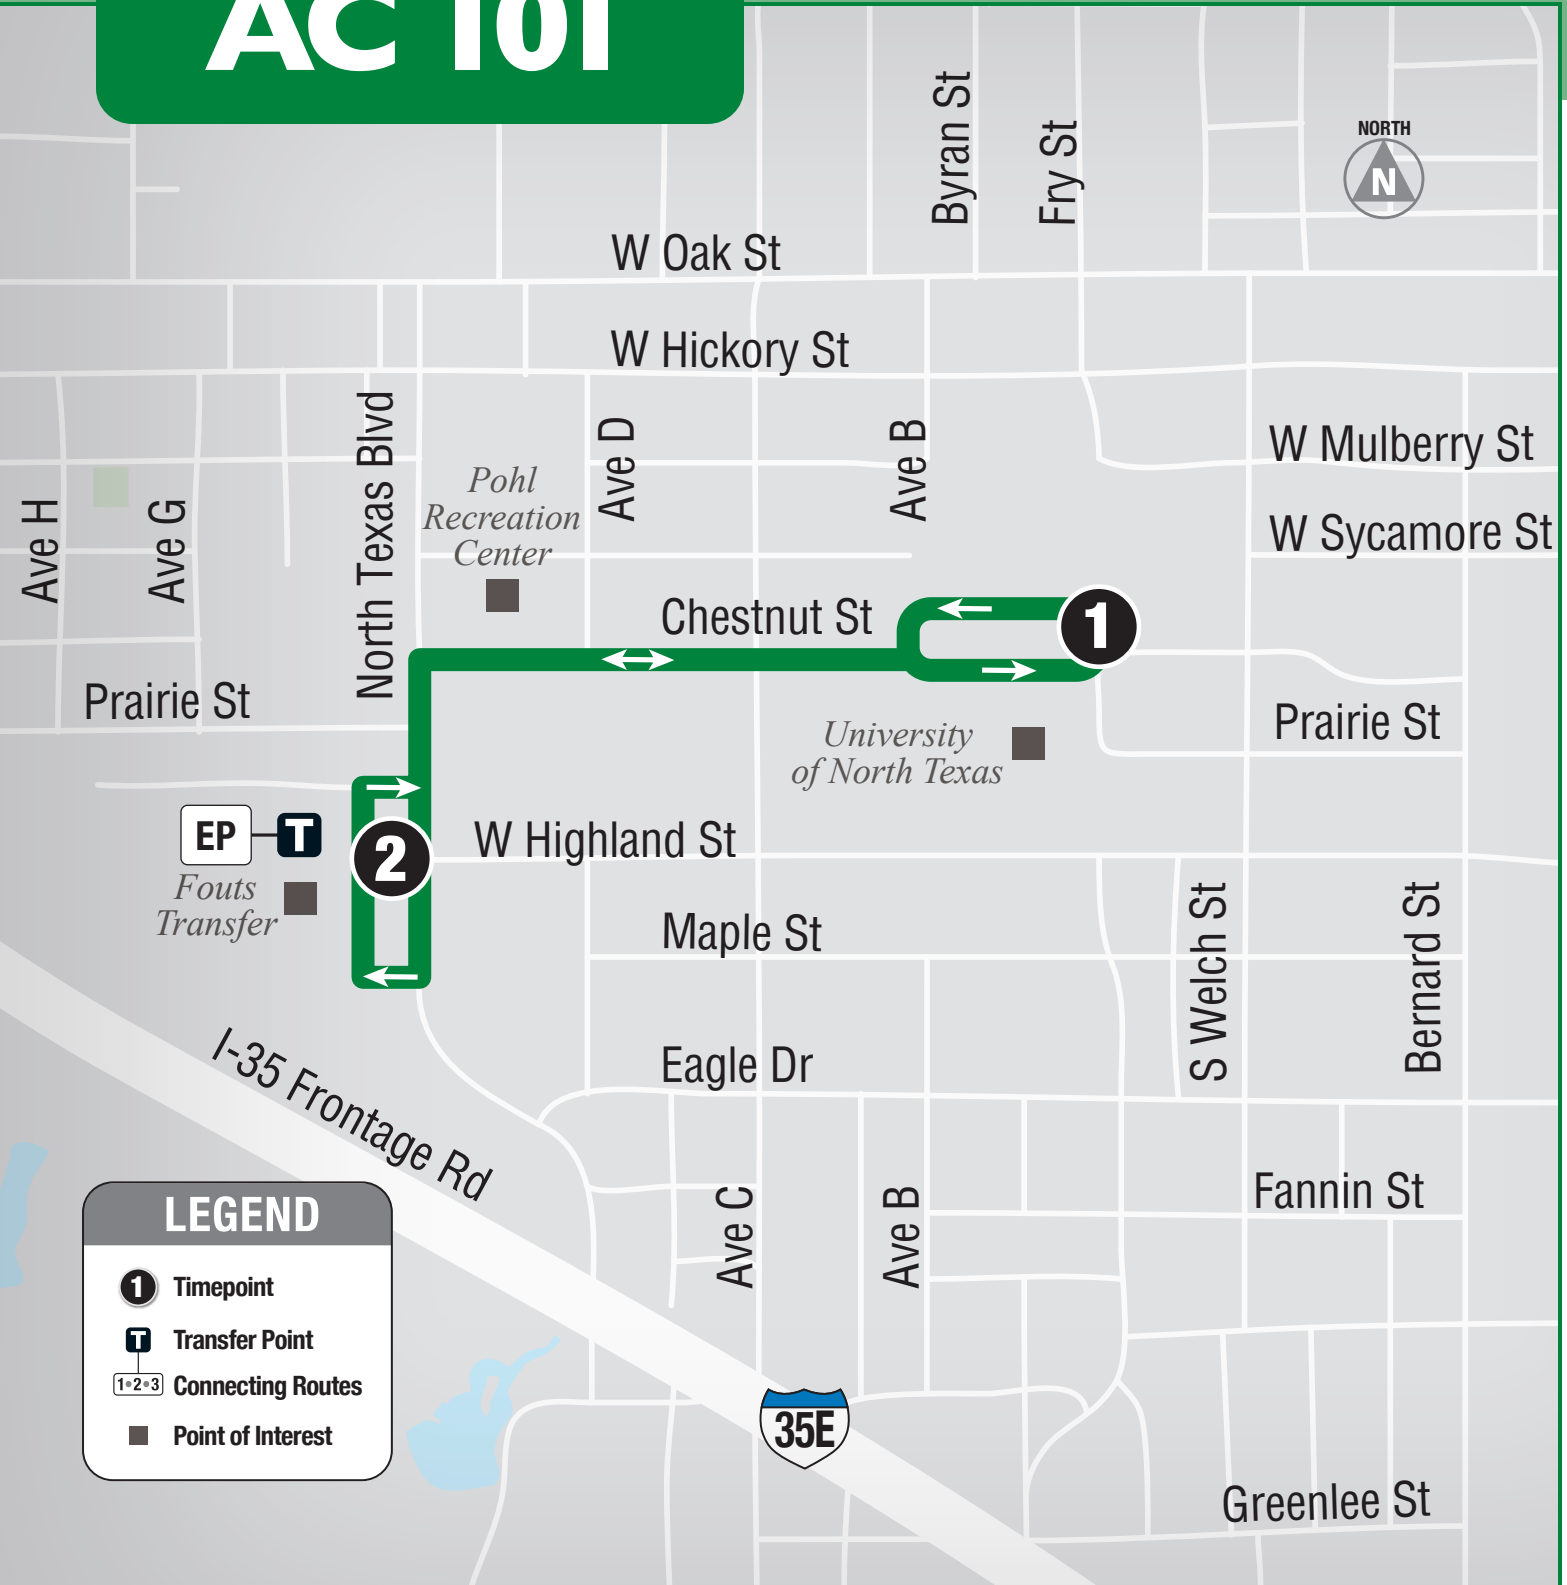 AC 101
Byran St
Fry St
NORTH
N
W Oak St
W Hickory St
North Texas Blvd
Ave D
Ave B
W Mulberry St
Pohl
Recreation
Center
Ave H
Ave G
W Sycamore St
Chestnut St
1
Prairie St
Prairie St
University
of North Texas
EP
T
2
W Highland St
Fouts
Transfer
Maple St
S Welch St
Bernard St
I-35 Frontage Rd
Eagle Dr
Ave C
Ave B
Fannin St
LEGEND
1 Timepoint
T Transfer Point
1•2•3 Connecting Routes
Point of Interest
35E
Greenlee St